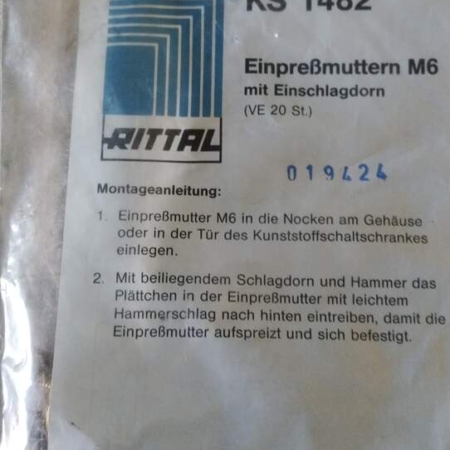 KS 1482
Einpreßmuttern M6
mit Einschlagdorn
(VE 20 St.)
RITTAL
019424
Montageanleitung:
1. Einpreßmutter M6 in die Nocken am Gehäuse
oder in der Tür des Kunststoffschaltschrankes
einlegen.
2. Mit beiliegendem Schlagdorn und Hammer das
Plättchen in der Einpreßmutter mit leichtem
Hammerschlag nach hinten eintreiben, damit die
Einpreßmutter aufspreizt und sich befestigt.